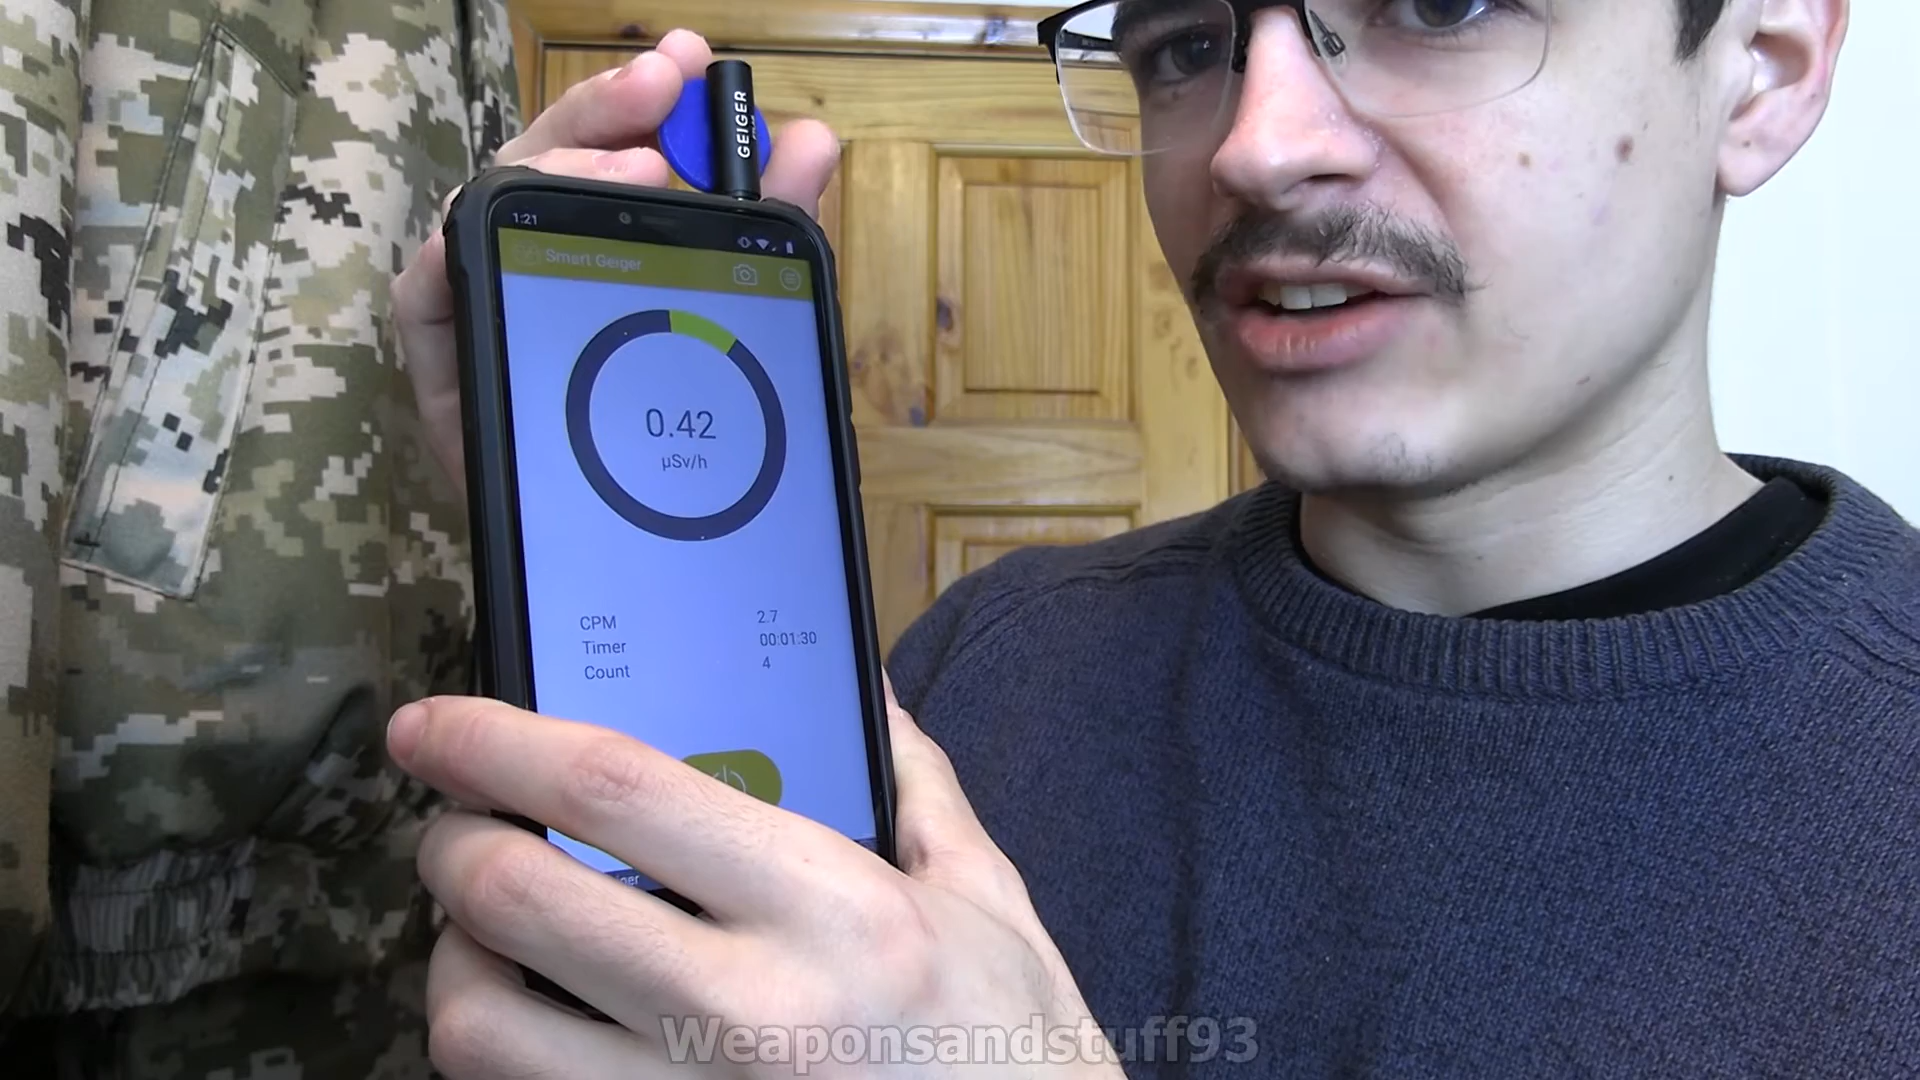 GEIGER
1:21
Smart Geiger
0.42
µSv/h
CPM 2.7
Timer 00:01:30
Count 4
Weaponsandstuff93